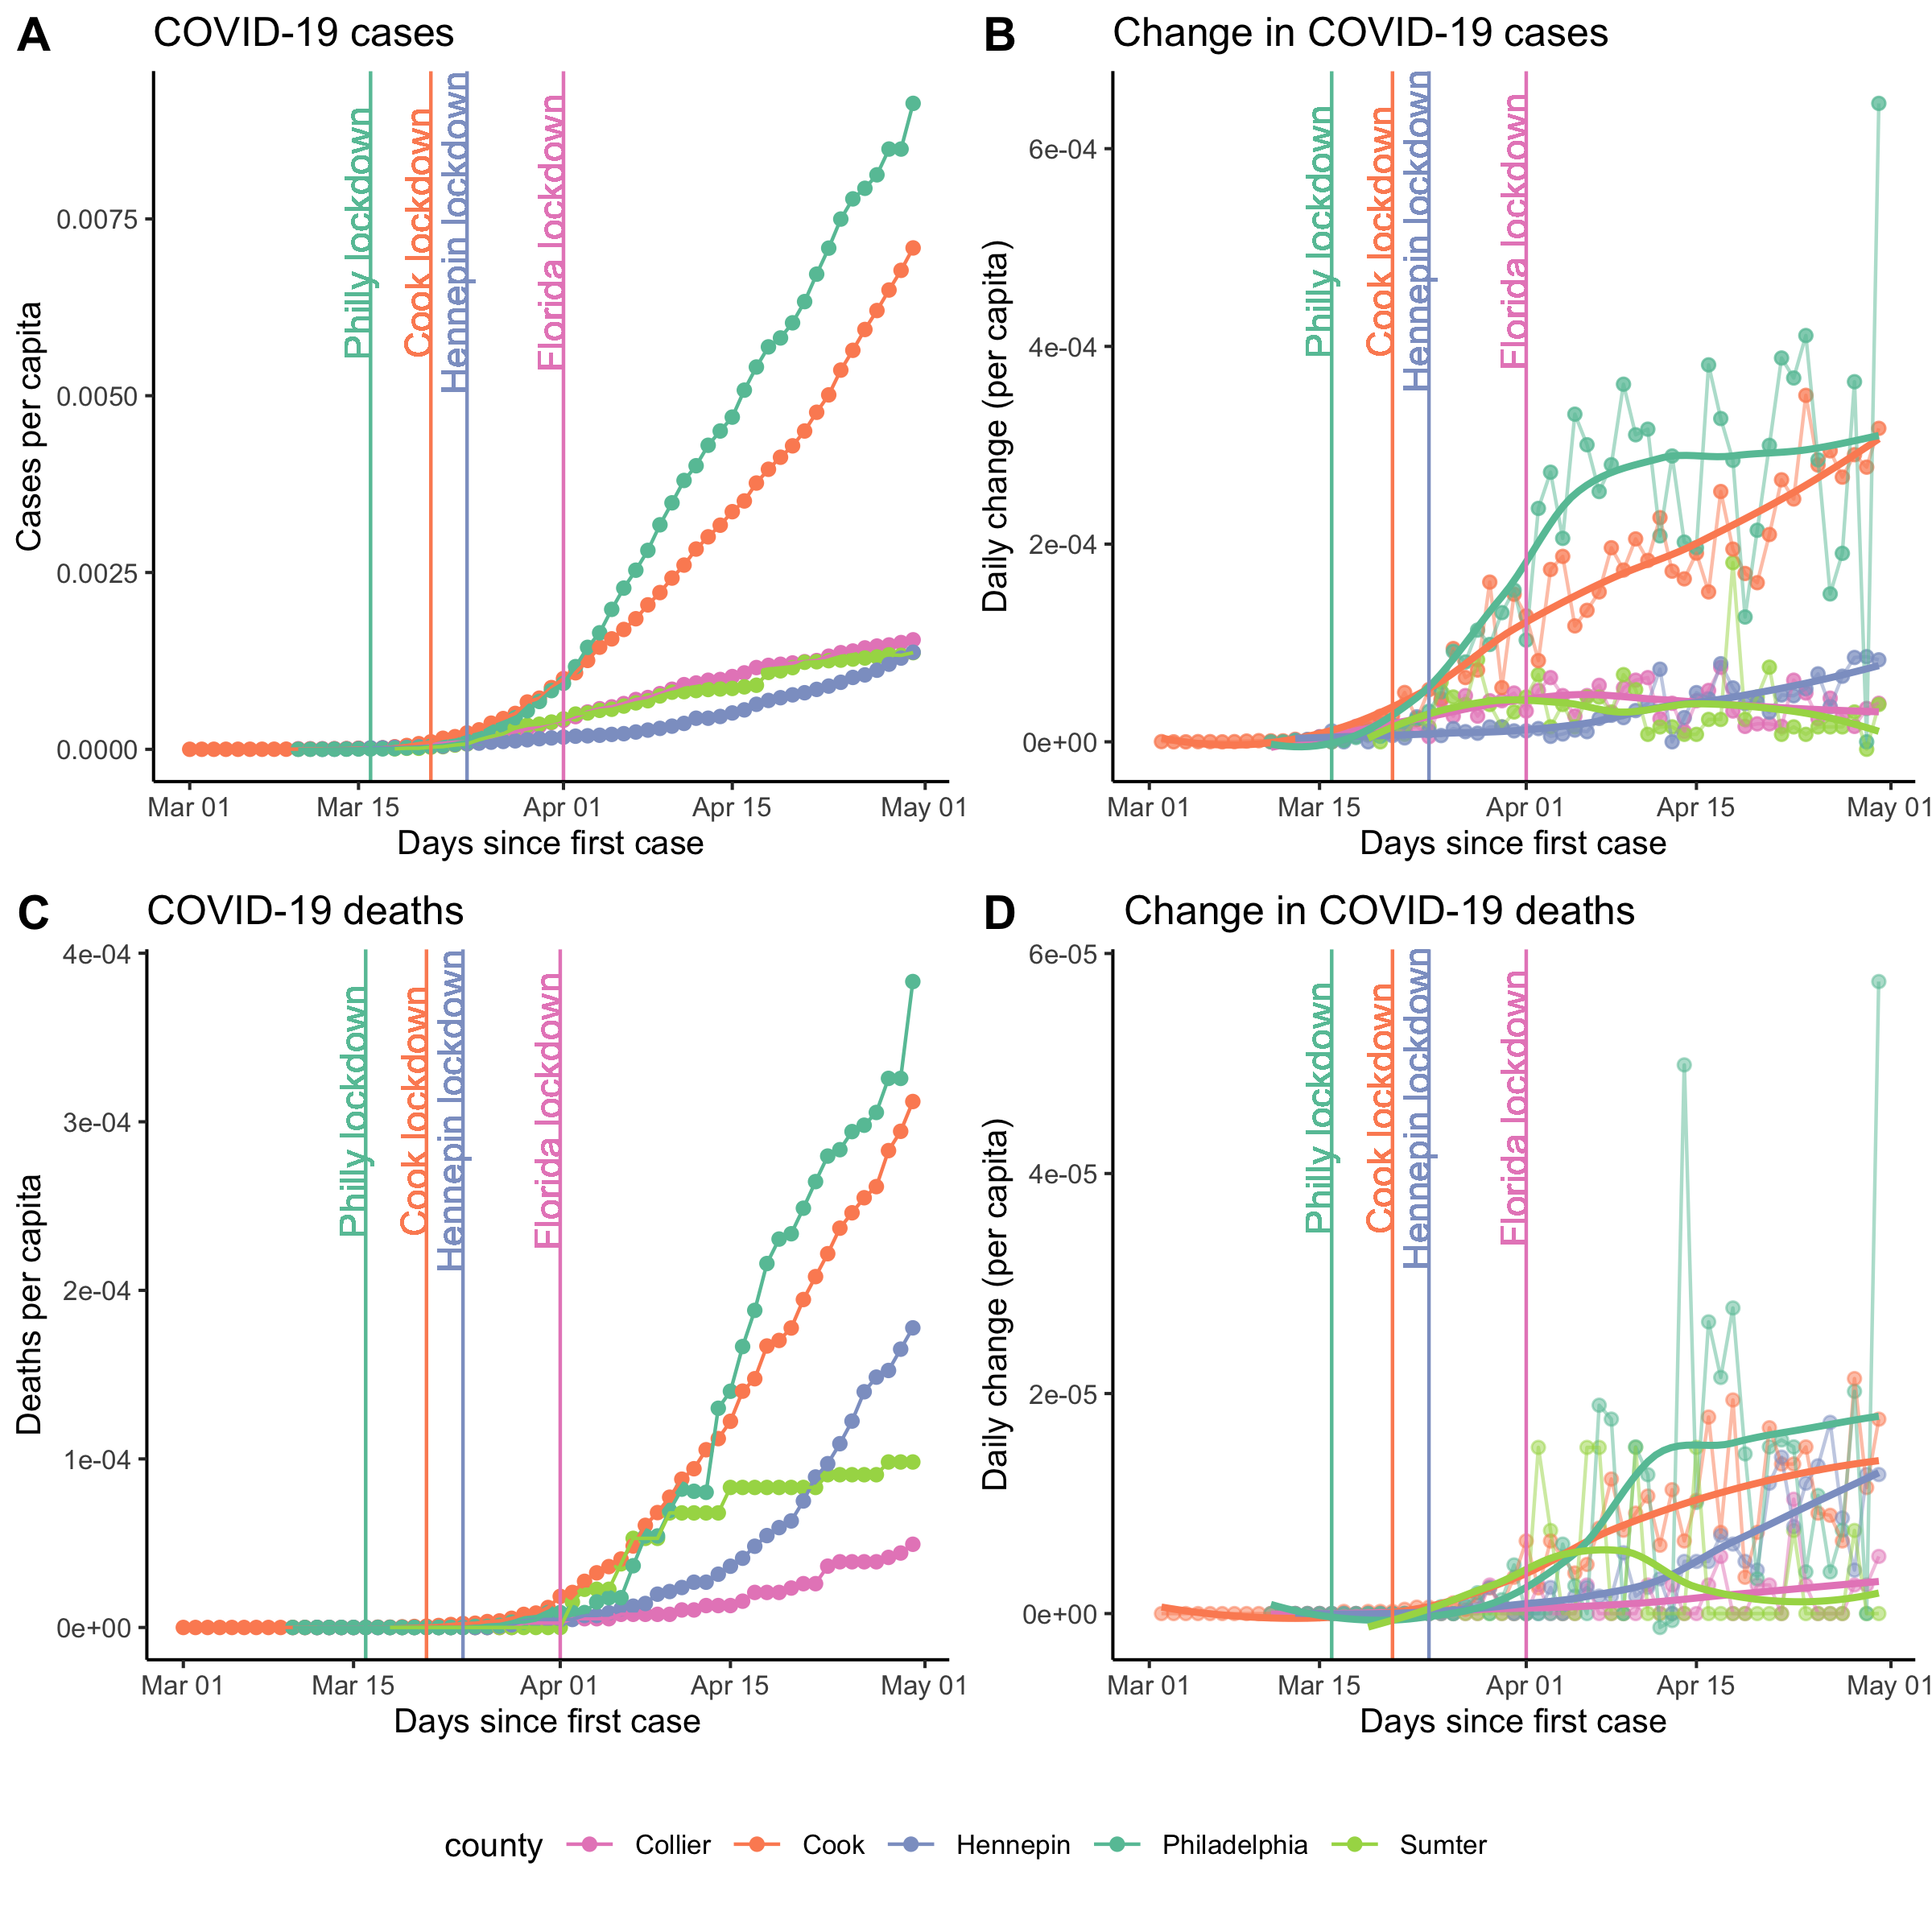 A COVID-19 cases
Philly lockdown
Cook lockdown
Hennepin lockdown
Florida lockdown
Cases per capita
0.0075
0.0050
0.0025
0.0000
Mar 01 Mar 15 Apr 01 Apr 15 May 01
Days since first case
B Change in COVID-19 cases
Philly lockdown
Cook lockdown
Hennepin lockdown
Florida lockdown
Daily change (per capita)
6e-04
4e-04
2e-04
0e+00
Mar 01 Mar 15 Apr 01 Apr 15 May 01
Days since first case
C COVID-19 deaths
Philly lockdown
Cook lockdown
Hennepin lockdown
Florida lockdown
Deaths per capita
4e-04
3e-04
2e-04
1e-04
0e+00
Mar 01 Mar 15 Apr 01 Apr 15 May 01
Days since first case
D Change in COVID-19 deaths
Philly lockdown
Cook lockdown
Hennepin lockdown
Florida lockdown
Daily change (per capita)
6e-05
4e-05
2e-05
0e+00
Mar 01 Mar 15 Apr 01 Apr 15 May 01
Days since first case
county Collier Cook Hennepin Philadelphia Sumter